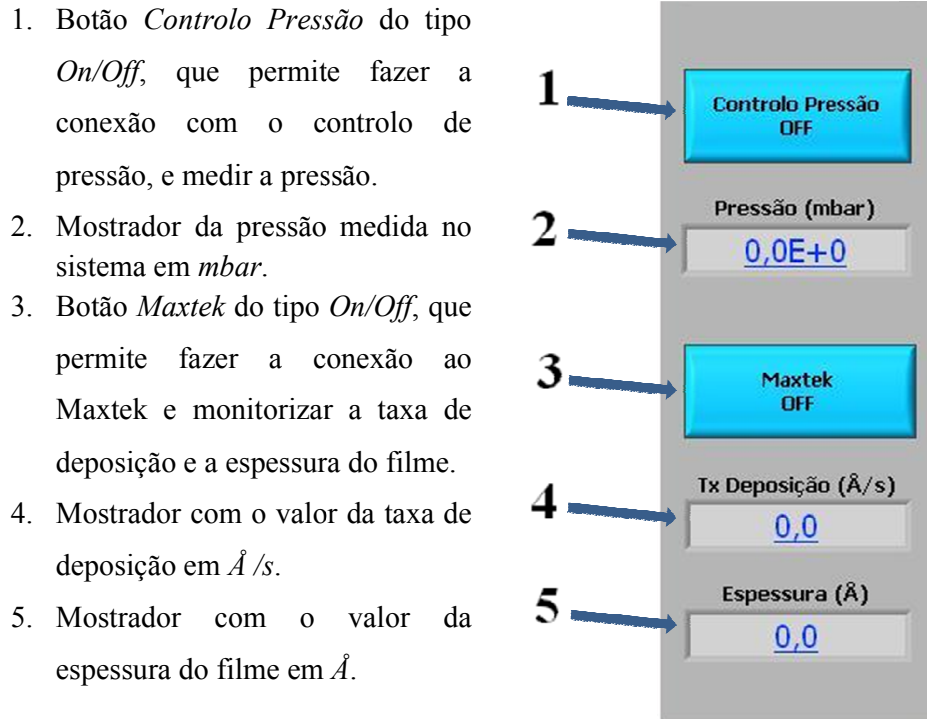 1. Botão Controlo Pressão do tipo
On/Off, que permite fazer a
conexão com o controlo de
pressão, e medir a pressão.
2. Mostrador da pressão medida no
sistema em mbar.
3. Botão Maxtek do tipo On/Off, que
permite fazer a conexão ao
Maxtek e monitorizar a taxa de
deposição e a espessura do filme.
4. Mostrador com o valor da taxa de
deposição em Å /s.
5. Mostrador com o valor da
espessura do filme em Å.
1
Controlo Pressão
OFF
Pressão (mbar)
2
0,0E+0
3
Maxtek
OFF
Tx Deposição (Â/s)
4
0,0
Espessura (Â)
5
0,0